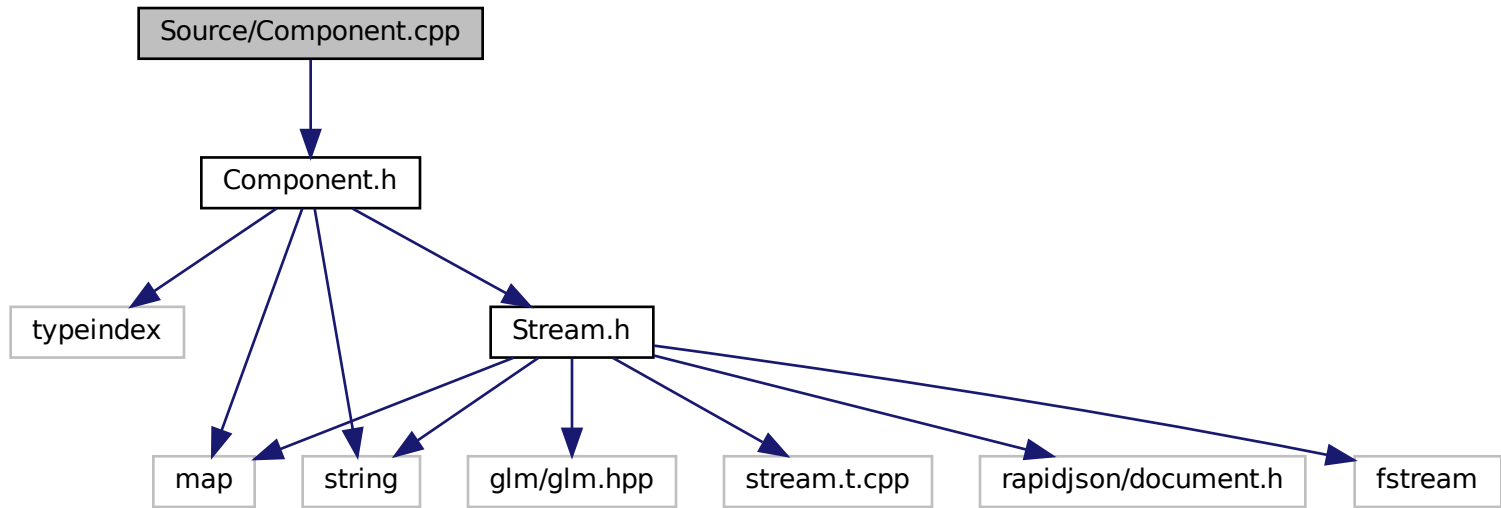 Source/Component.cpp
Component.h
typeindex
Stream.h
map
string
glm/glm.hpp
stream.t.cpp
rapidjson/document.h
fstream